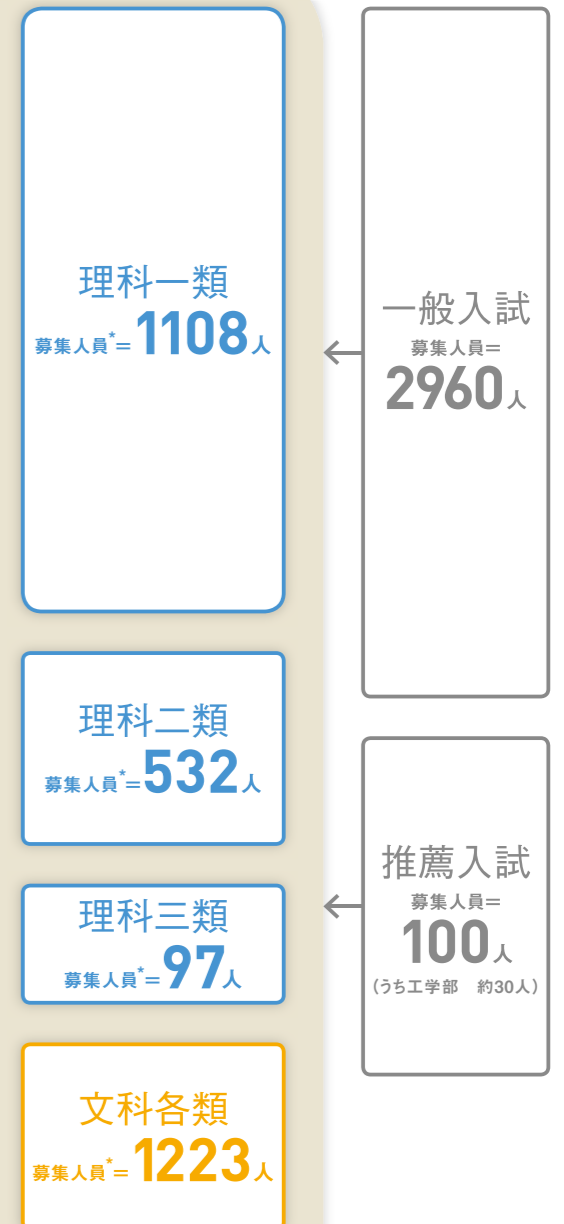 理科一類
募集人員*=1108人
理科二類
募集人員*=532人
理科三類
募集人員*=97人
文科各類
募集人員*=1223人
一般入試
募集人員=
2960人
推薦入試
募集人員=
100人
(うち工学部 約30人)